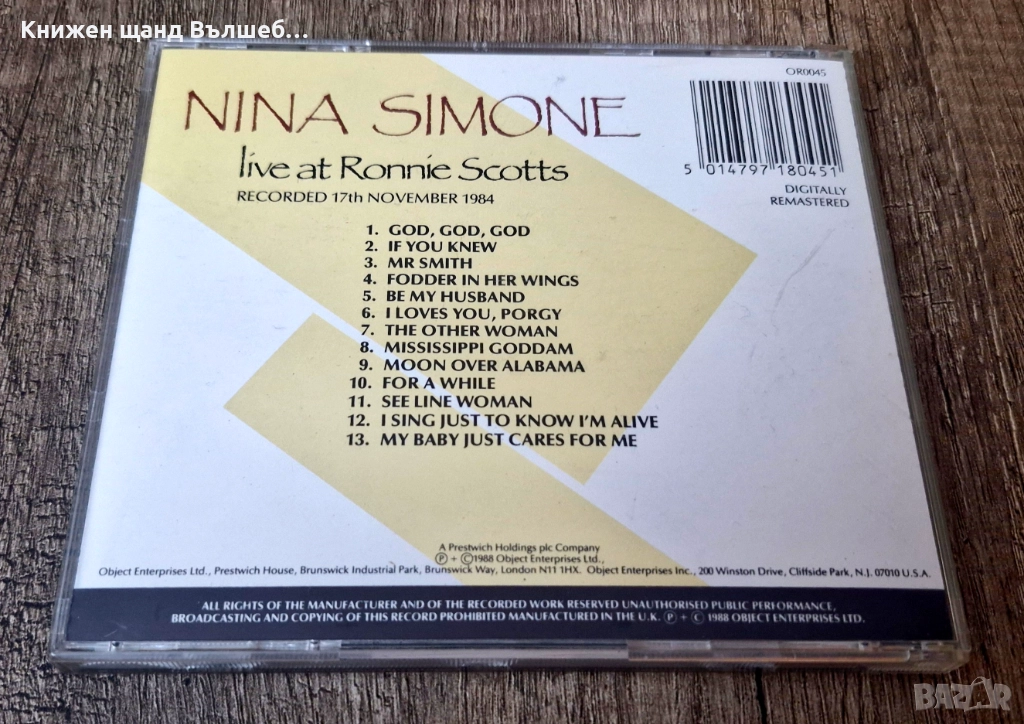 Книжен щанд Вълшеб...
OR0045
NINA SIMONE
live at Ronnie Scotts
RECORDED 17th NOVEMBER 1984
5 014797 180451
DIGITALLY
REMASTERED
1. GOD, GOD, GOD
2. IF YOU KNEW
3. MR SMITH
4. FODDER IN HER WINGS
5. BE MY HUSBAND
6. I LOVES YOU, PORGY
7. THE OTHER WOMAN
8. MISSISSIPPI GODDAM
9. MOON OVER ALABAMA
10. FOR A WHILE
11. SEE LINE WOMAN
12. I SING JUST TO KNOW I'M ALIVE
13. MY BABY JUST CARES FOR ME
A Prestwich Holdings plc Company
Ⓟ + Ⓒ1988 Object Enterprises Ltd.,
Object Enterprises Ltd., Prestwich House, Brunswick Industrial Park, Brunswick Way, London N11 1HX. Object Enterprises Inc., 200 Winston Drive, Cliffside Park, N.J. 07010 U.S.A.
ALL RIGHTS OF THE MANUFACTURER AND OF THE RECORDED WORK RESERVED UNAUTHORISED PUBLIC PERFORMANCE,
BROADCASTING AND COPYING OF THIS RECORD PROHIBITED MANUFACTURED IN THE U.K. Ⓟ + Ⓒ 1988 OBJECT ENTERPRISES LTD.
BAZAR